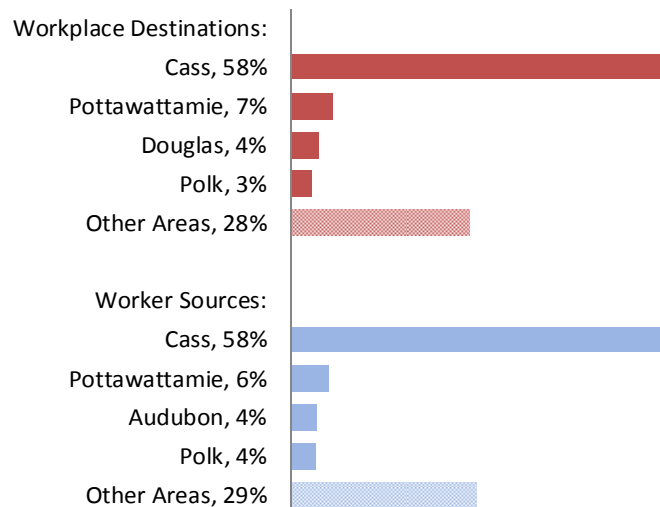 Workplace Destinations:
Cass, 58%
Pottawattamie, 7%
Douglas, 4%
Polk, 3%
Other Areas, 28%
Worker Sources:
Cass, 58%
Pottawattamie, 6%
Audubon, 4%
Polk, 4%
Other Areas, 29%